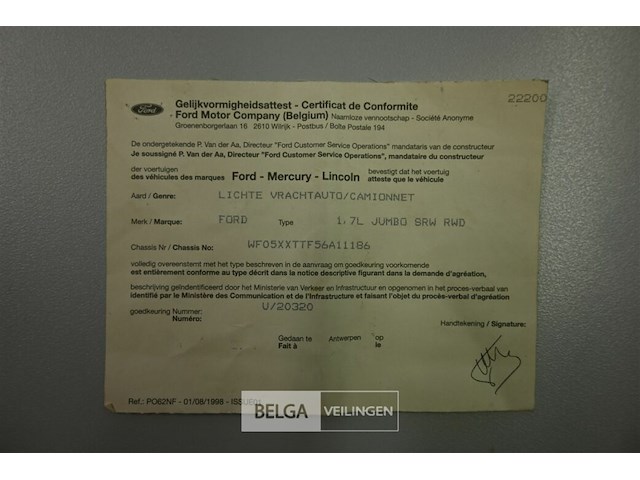 22200
Ford
Gelijkvormigheidsattest - Certificat de Conformite
Ford Motor Company (Belgium) Naamloze vennootschap - Société Anonyme
Groenenborgerlaan 16 2610 Wilrijk - Postbus / Boîte Postale 194
De ondergetekende P. Van der Aa, Directeur "Ford Customer Service Operations" mandataris van de constructeur
Je soussigné P. Van der Aa, Directeur "Ford Customer Service Operations", mandataire du constructeur
der voertuigen
des véhicules des marques
Ford - Mercury - Lincoln
bevestigt dat het voertuig
atteste que le véhicule
Aard / Genre: LICHTE VRACHTAUTO/CAMIONNET
Merk / Marque: FORD Type 1,7L JUMBO SRW RWD
Chassis Nr / Chassis No: WF05XXTTF56A11186
volledig overeenstemt met het type beschreven in de aanvraag om goedkeuring voorkomende
est entièrement conforme au type décrit dans la notice descriptive figurant dans la demande d'agréation,
beschrijving geïdentificeerd door het Ministerie van Verkeer en Infrastructuur en opgenomen in het proces-verbaal van
identifié par le Ministére des Communication et de l'Infrastructure et faisant l'objet du procès-verbal d'agréation
goedkeuring Nummer: U/20320
Numéro:
Handtekening / Signature:
Gedaan te Antwerpen op
Fait à le
Ref.: PO62NF - 01/08/1998 - ISSUE01
BELGA VEILINGEN